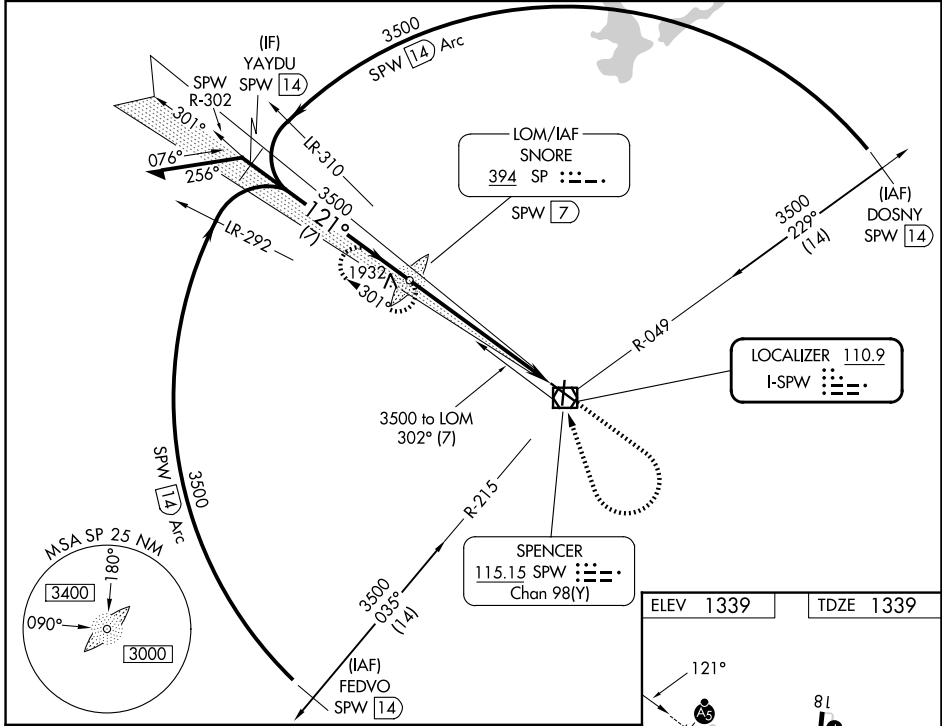 3500
SPW 14 Arc
(IF)
YAYDU
SPW 14
SPW
R-302
301°
076°
256°
LR-310
LR-292
3500
121°
(7)
LOM/IAF
SNORE
394 SP
SPW 7
1932
301°
3500
229°
(14)
(IAF)
DOSNY
SPW 14
R-049
LOCALIZER 110.9
I-SPW
3500 to LOM
302° (7)
SPW 14 Arc
3500
R-215
SPENCER
115.15 SPW
Chan 98(Y)
3500
035°
(14)
(IAF)
FEDVO
SPW 14
MSA SP 25 NM
180°
3400
090°
3000
ELEV 1339
TDZE 1339
121°
A5
18